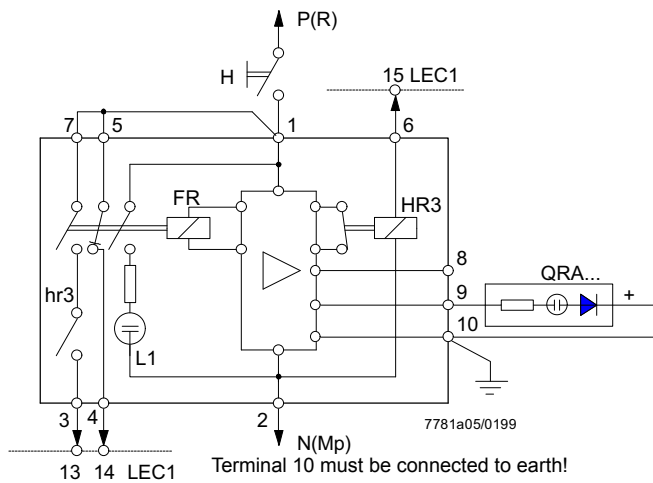 P(R)
H
15 LEC1
7 5 1 6
FR HR3
8
QRA...
9 +
hr3 10
L1
3 4 2
7781a05/0199
N(Mp)
13 14 LEC1 Terminal 10 must be connected to earth!